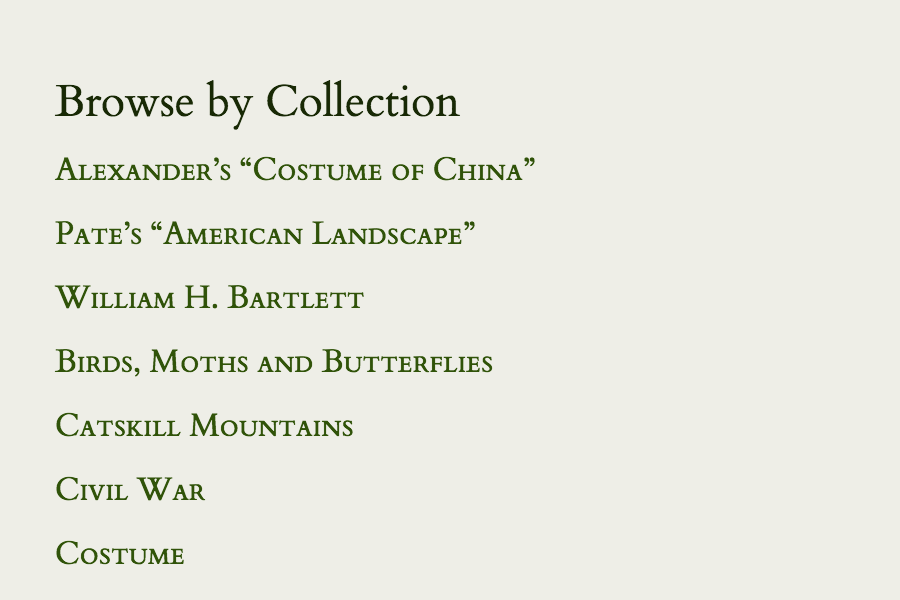 Browse by Collection
Alexander’s “Costume of China”
Pate’s “American Landscape”
William H. Bartlett
Birds, Moths and Butterflies
Catskill Mountains
Civil War
Costume